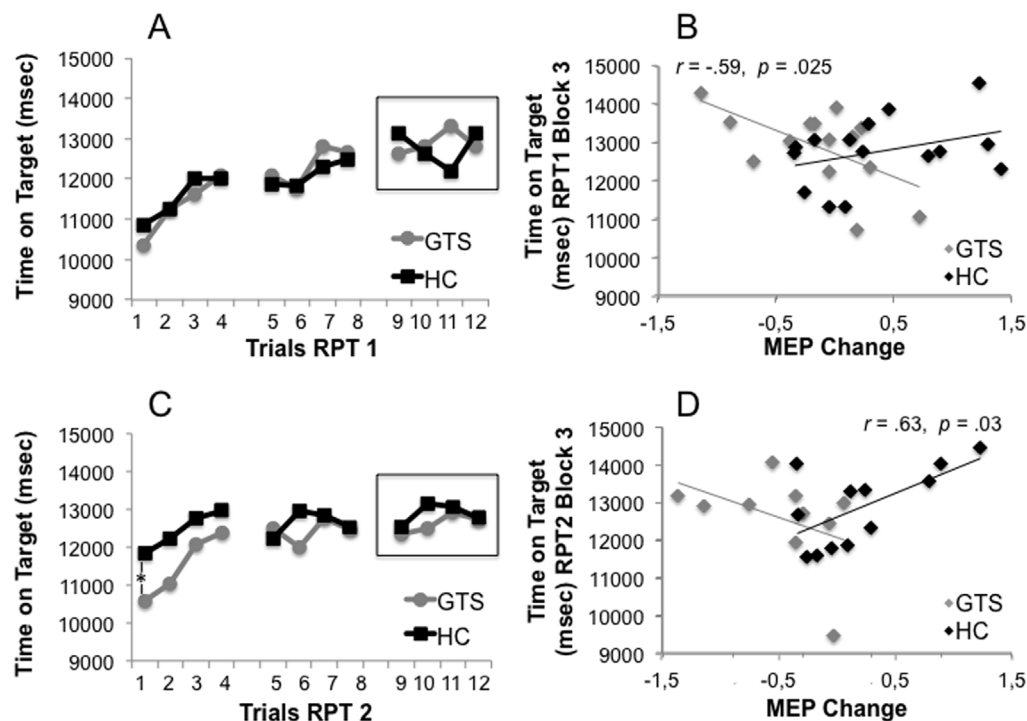 A
Time on Target (msec)
15000
14000
13000
12000
11000
10000
9000
GTS
HC
1 2 3 4 5 6 7 8 9 10 11 12
Trials RPT 1
B
r = -.59, p = .025
Time on Target
(msec) RPT1 Block 3
15000
14000
13000
12000
11000
10000
9000
GTS
HC
-1,5 -0,5 0,5 1,5
MEP Change
C
Time on Target (msec)
15000
14000
13000
12000
11000
10000
9000
*
GTS
HC
1 2 3 4 5 6 7 8 9 10 11 12
Trials RPT 2
D
r = .63, p = .03
Time on Target
(msec) RPT2 Block 3
15000
14000
13000
12000
11000
10000
9000
GTS
HC
-1,5 -0,5 0,5 1,5
MEP Change